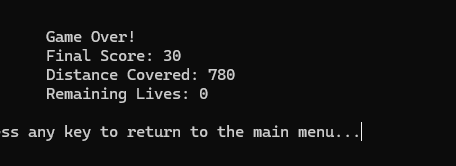 Game Over!
Final Score: 30
Distance Covered: 780
Remaining Lives: 0
ess any key to return to the main menu...